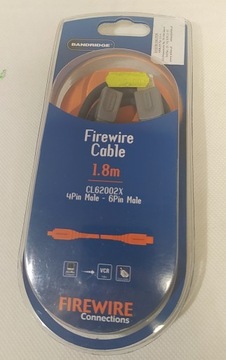 BANDRIDGE
Firewire
Cable
1.8m
CL62002X
4Pin Male - 6Pin Male
VCR
FIREWIRE
Connections